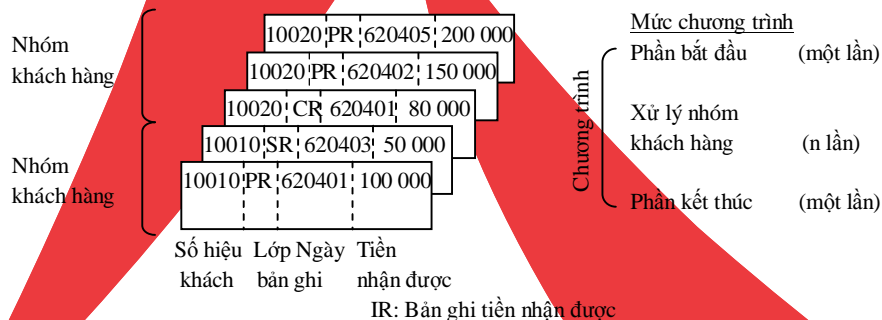 Nhóm
khách hàng
Nhóm
khách hàng
10020 PR 620405 200 000
10020 PR 620402 150 000
10020 CR 620401 80 000
10010 SR 620403 50 000
10010 PR 620401 100 000
Số hiệu khách
Lớp bản ghi
Ngày
Tiền nhận được
IR: Bản ghi tiền nhận được
Chương trình
Mức chương trình
Phần bắt đầu (một lần)
Xử lý nhóm
khách hàng (n lần)
Phần kết thúc (một lần)